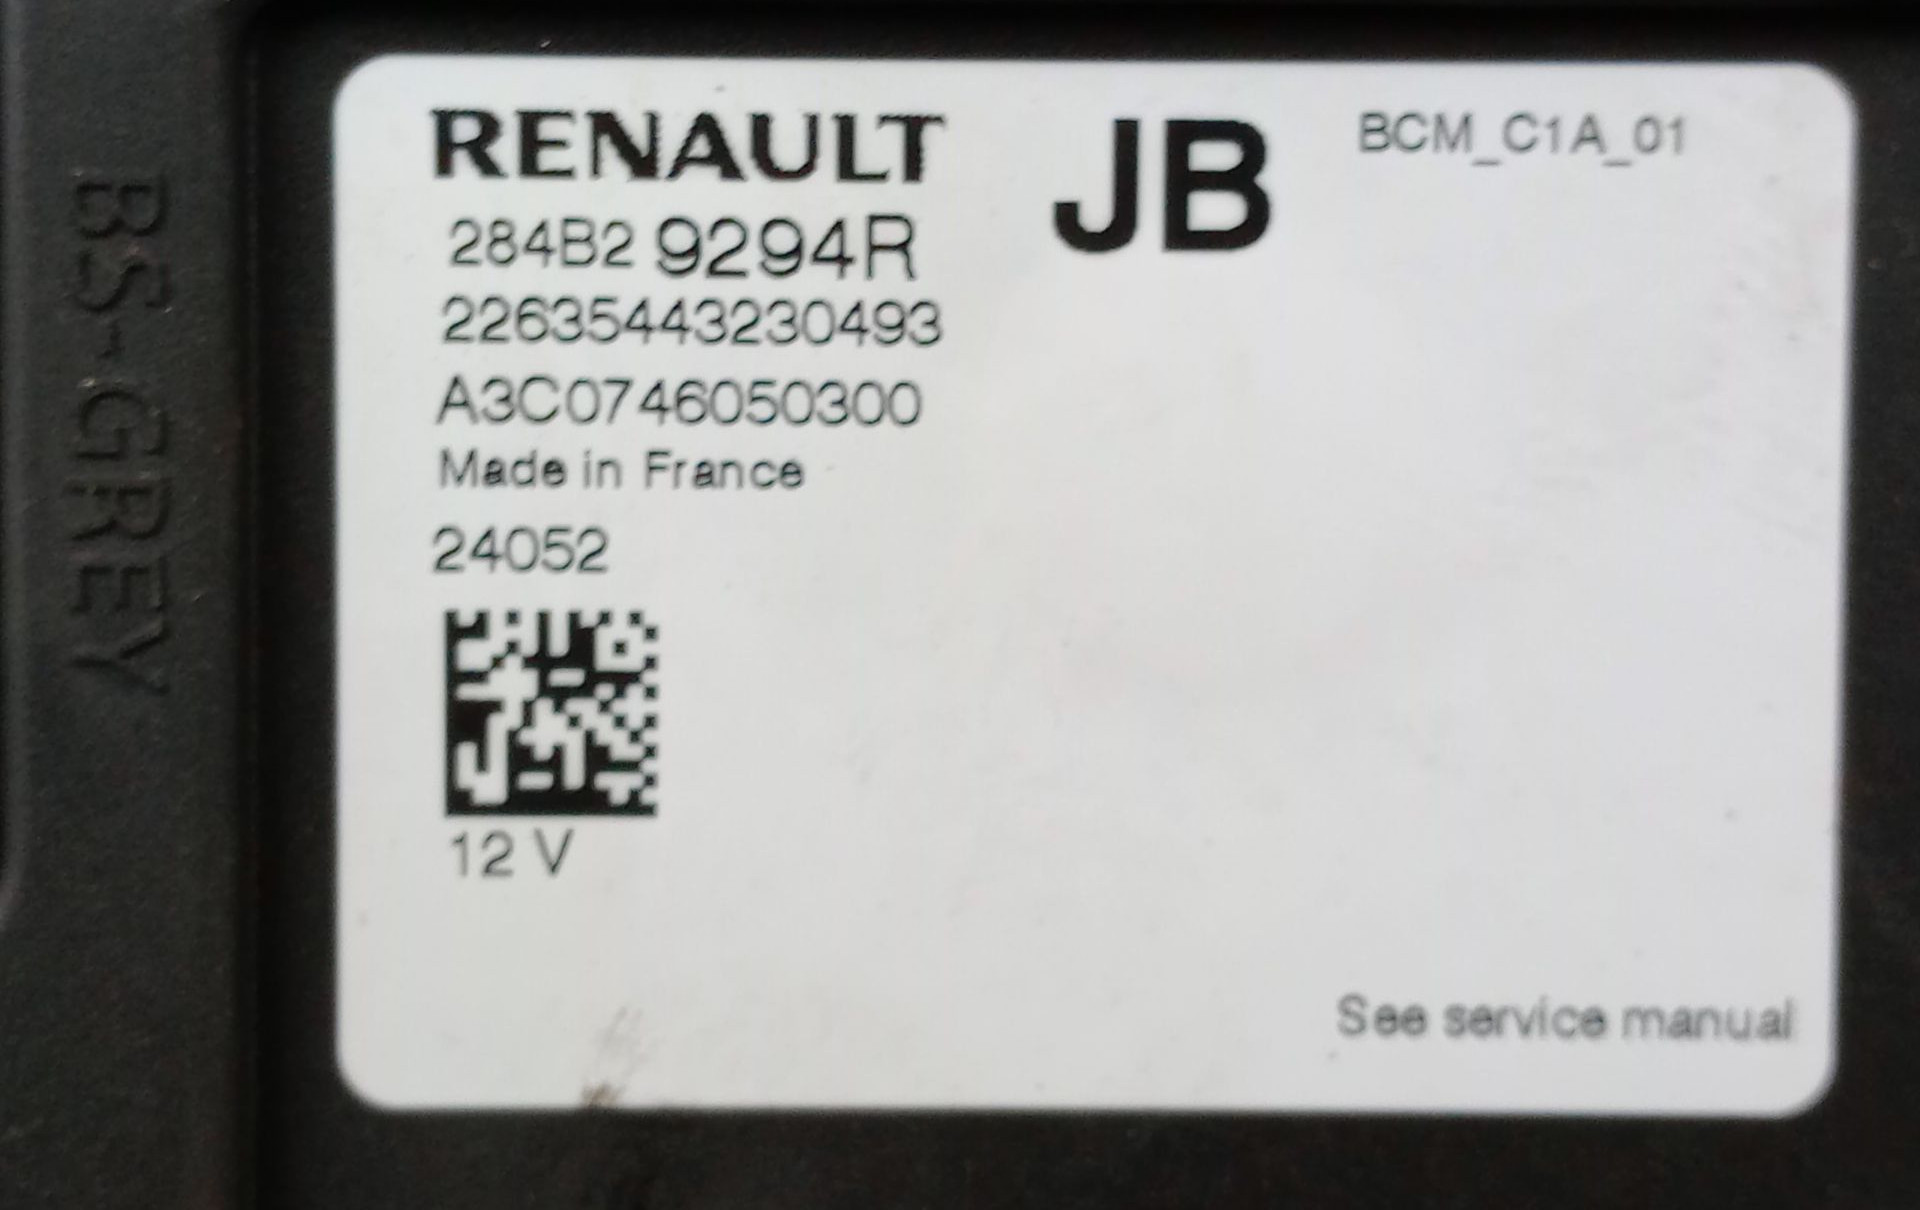 RENAULT
JB
BCM_C1A_01
284B2 9294R
22635443230493
A3C0746050300
Made in France
24052
12 V
See service manual
BS-GREY